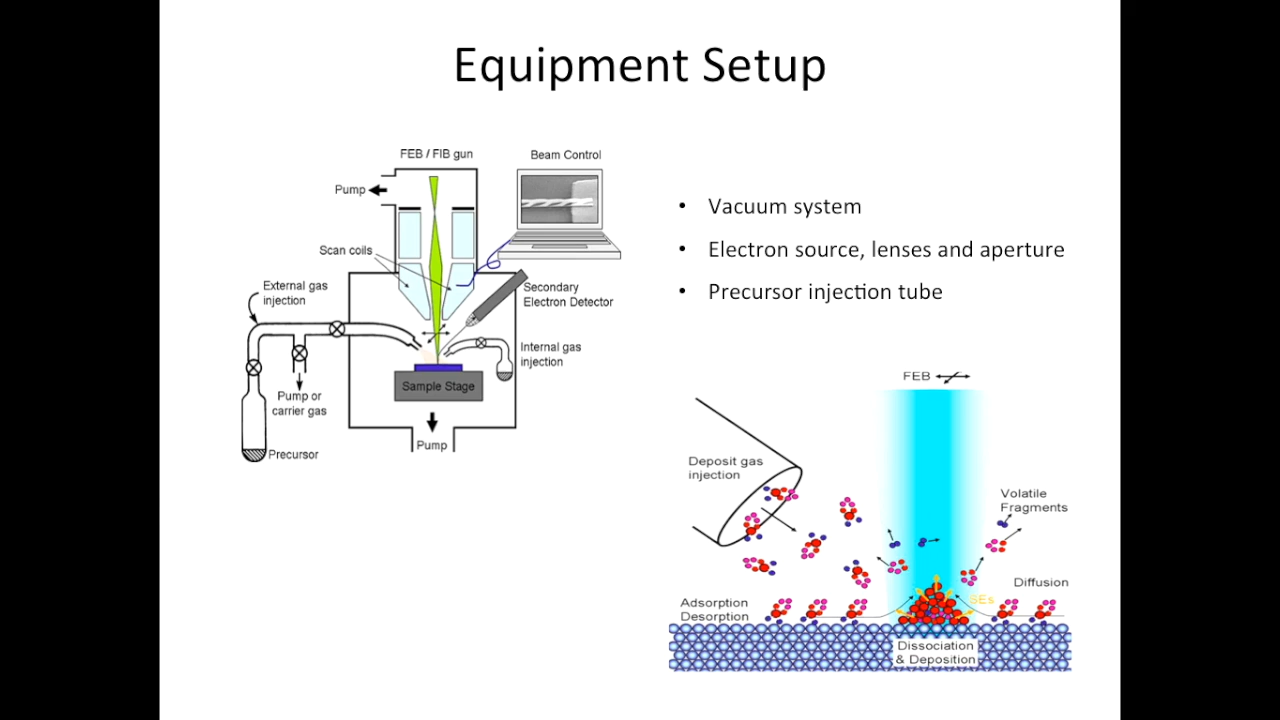 Equipment Setup
FEB / FIB gun
Beam Control
Pump
Scan coils
External gas
injection
Secondary
Electron Detector
Internal gas
injection
Sample Stage
Pump or
carrier gas
Pump
Precursor
• Vacuum system
• Electron source, lenses and aperture
• Precursor injection tube
FEB
Deposit gas
injection
Volatile
Fragments
Diffusion
SEs
Adsorption
Desorption
Dissociation
& Deposition